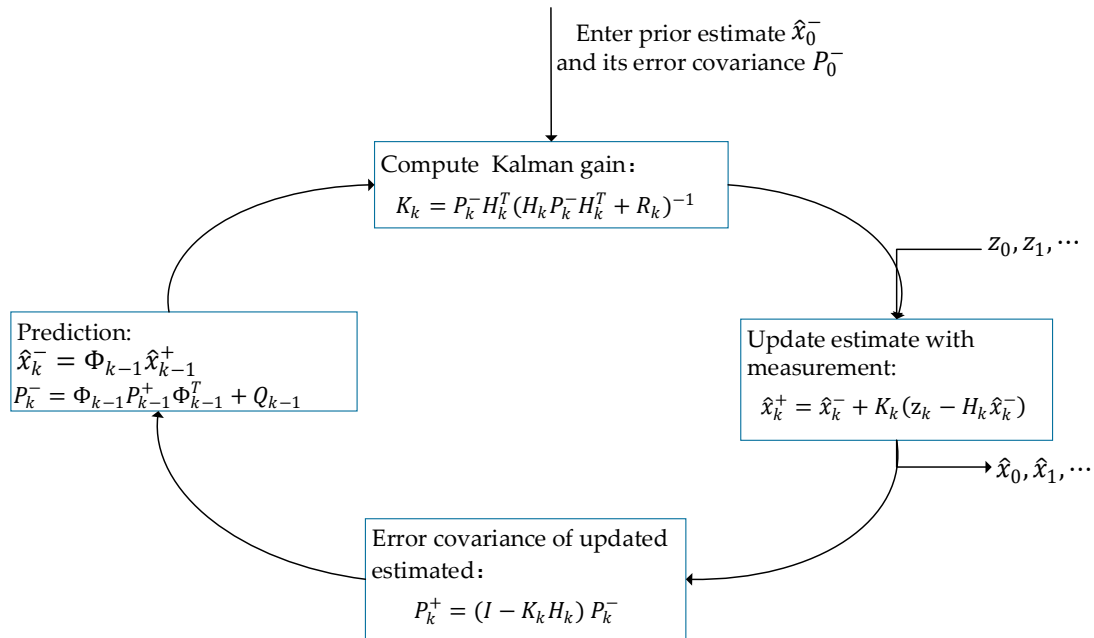 Enter prior estimate x̂₀⁻
and its error covariance P₀⁻
Compute Kalman gain：
Kₖ = Pₖ⁻Hₖᵀ(HₖPₖ⁻Hₖᵀ + Rₖ)⁻¹
z₀, z₁, ⋯
Update estimate with
measurement:
x̂ₖ⁺ = x̂ₖ⁻ + Kₖ(zₖ − Hₖx̂ₖ⁻)
x̂₀, x̂₁, ⋯
Error covariance of updated
estimated：
Pₖ⁺ = (I − KₖHₖ) Pₖ⁻
Prediction:
x̂ₖ⁻ = Φₖ₋₁x̂ₖ₋₁⁺
Pₖ⁻ = Φₖ₋₁Pₖ₋₁⁺Φₖ₋₁ᵀ + Qₖ₋₁